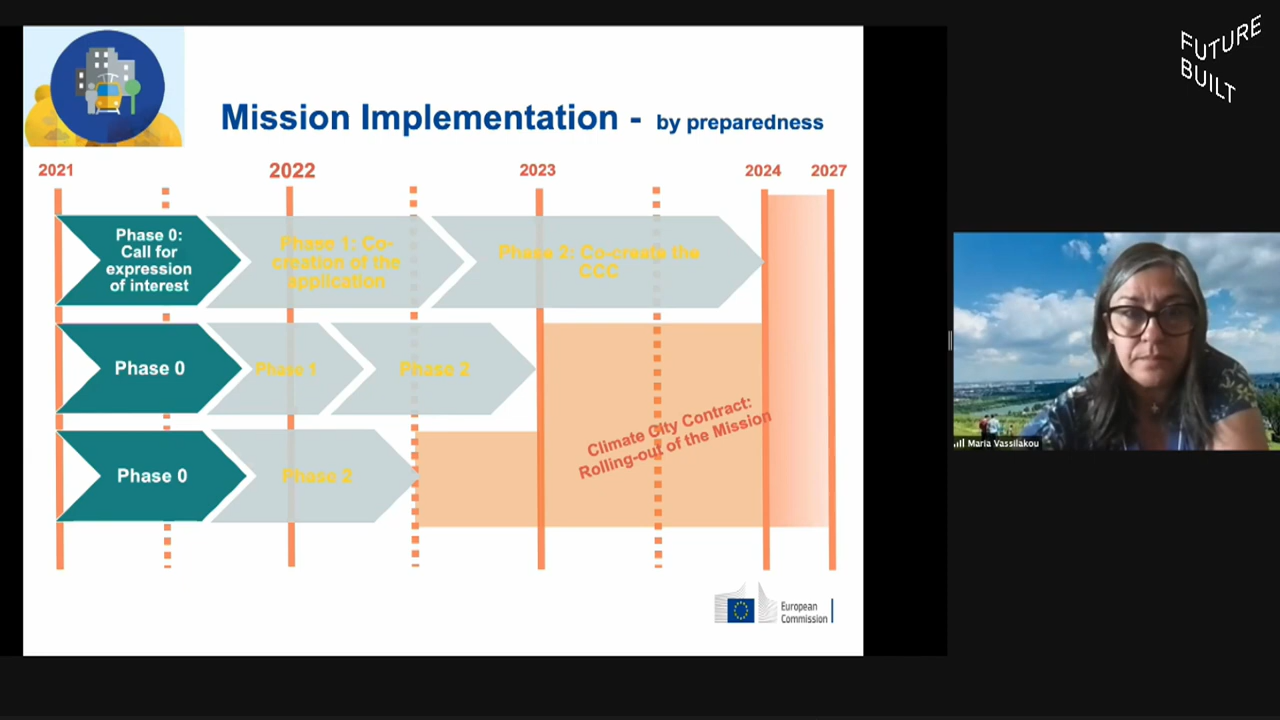 FUTURE
BUILT
Mission Implementation - by preparedness
2021
2022
2023
2024
2027
Phase 0:
Call for
expression
of interest
Phase 1: Co-
creation of the
application
Phase 2: Co-create the
CCC
Phase 0
Phase 1
Phase 2
Phase 0
Phase 2
Climate City Contract:
Rolling-out of the Mission
European
Commission
Maria Vassilakou